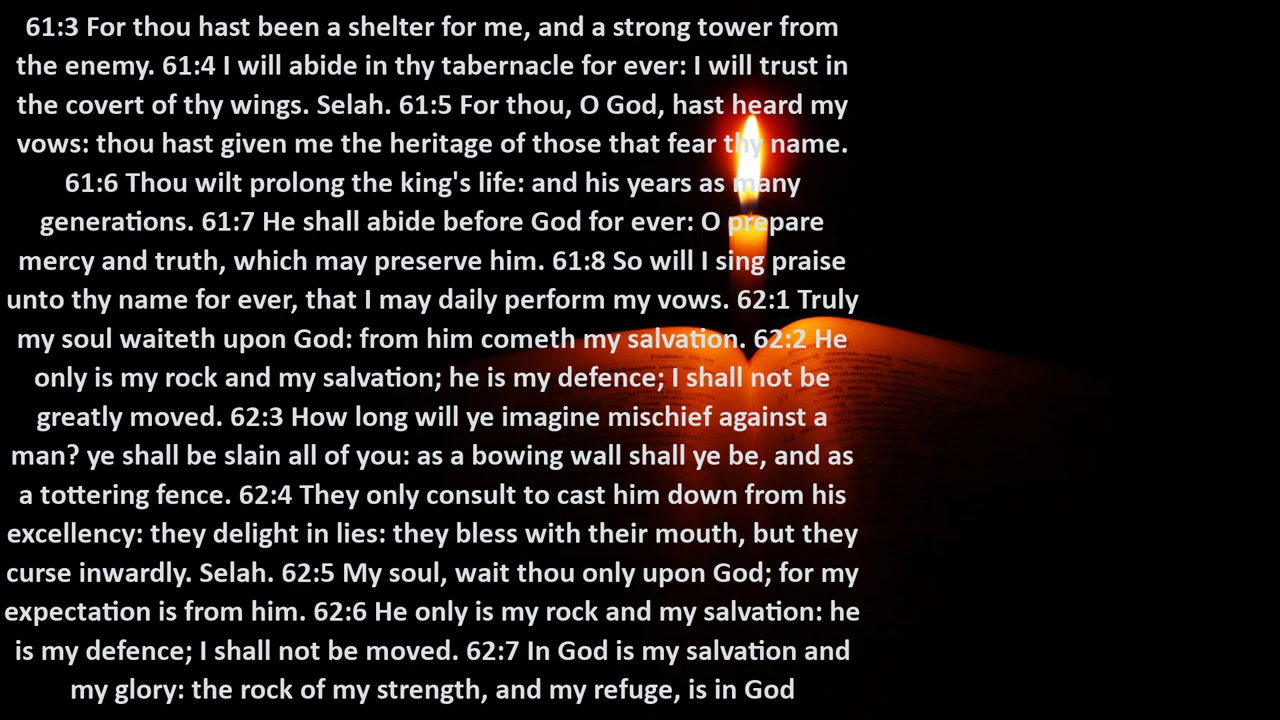 61:3 For thou hast been a shelter for me, and a strong tower from
the enemy. 61:4 I will abide in thy tabernacle for ever: I will trust in
the covert of thy wings. Selah. 61:5 For thou, O God, hast heard my
vows: thou hast given me the heritage of those that fear thy name.
61:6 Thou wilt prolong the king's life: and his years as many
generations. 61:7 He shall abide before God for ever: O prepare
mercy and truth, which may preserve him. 61:8 So will I sing praise
unto thy name for ever, that I may daily perform my vows. 62:1 Truly
my soul waiteth upon God: from him cometh my salvation. 62:2 He
only is my rock and my salvation; he is my defence; I shall not be
greatly moved. 62:3 How long will ye imagine mischief against a
man? ye shall be slain all of you: as a bowing wall shall ye be, and as
a tottering fence. 62:4 They only consult to cast him down from his
excellency: they delight in lies: they bless with their mouth, but they
curse inwardly. Selah. 62:5 My soul, wait thou only upon God; for my
expectation is from him. 62:6 He only is my rock and my salvation: he
is my defence; I shall not be moved. 62:7 In God is my salvation and
my glory: the rock of my strength, and my refuge, is in God